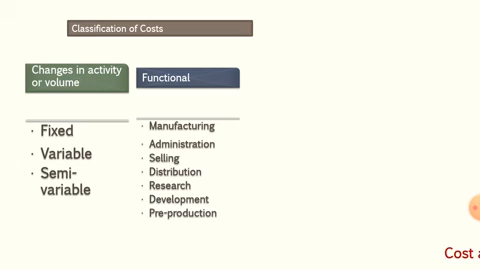 Classification of Costs
Changes in activity
or volume
Functional
· Fixed
· Variable
· Semi-
variable
· Manufacturing
· Administration
· Selling
· Distribution
· Research
· Development
· Pre-production
Cost a